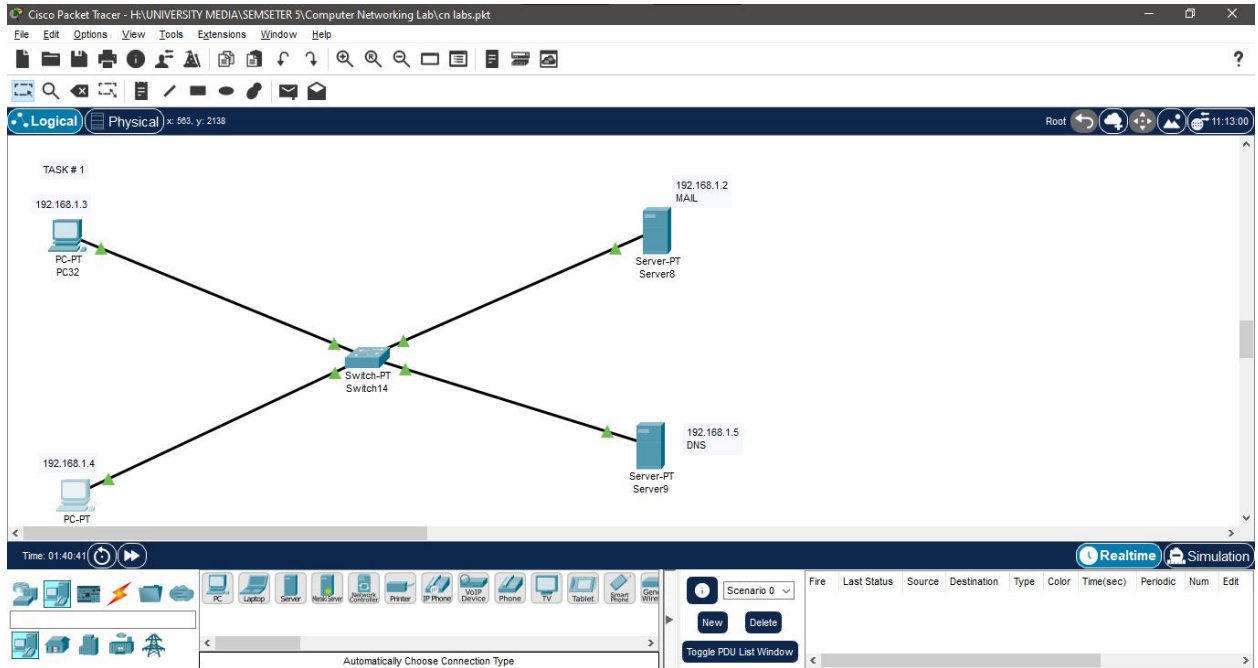 Cisco Packet Tracer - H:\UNIVERSITY MEDIA\SEMSETER 5\Computer Networking Lab\cn labs.pkt
File Edit Options View Tools Extensions Window Help
?
Logical Physical x: 563, y: 2138 Root 11:13:00
TASK # 1
192.168.1.3
PC-PT
PC32
192.168.1.2
MAIL
Server-PT
Server8
Switch-PT
Switch14
192.168.1.5
DNS
Server-PT
Server9
192.168.1.4
PC-PT
Time: 01:40:41 Realtime Simulation
PC Laptop Server Meraki Server Network Controller Printer IP Phone VoIP Device Phone TV Tablet Smart Phone
Automatically Choose Connection Type
Scenario 0
New Delete
Toggle PDU List Window
Fire Last Status Source Destination Type Color Time(sec) Periodic Num Edit